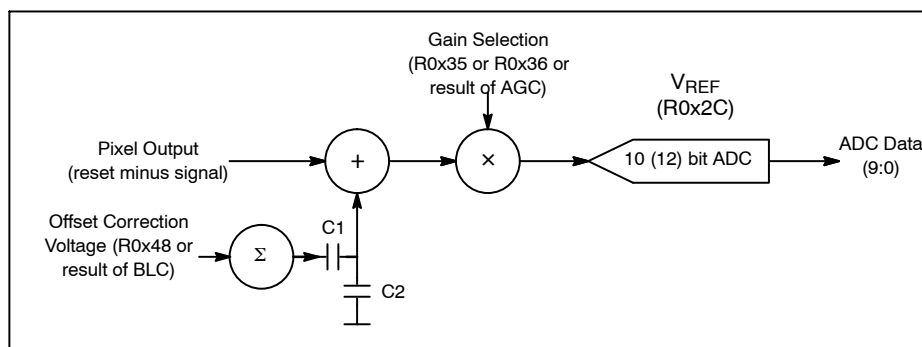 Gain Selection
(R0x35 or R0x36 or
result of AGC)
V_REF
(R0x2C)
Pixel Output
(reset minus signal)
+
×
10 (12) bit ADC
ADC Data
(9:0)
Offset Correction
Voltage (R0x48 or
result of BLC)
Σ
C1
C2